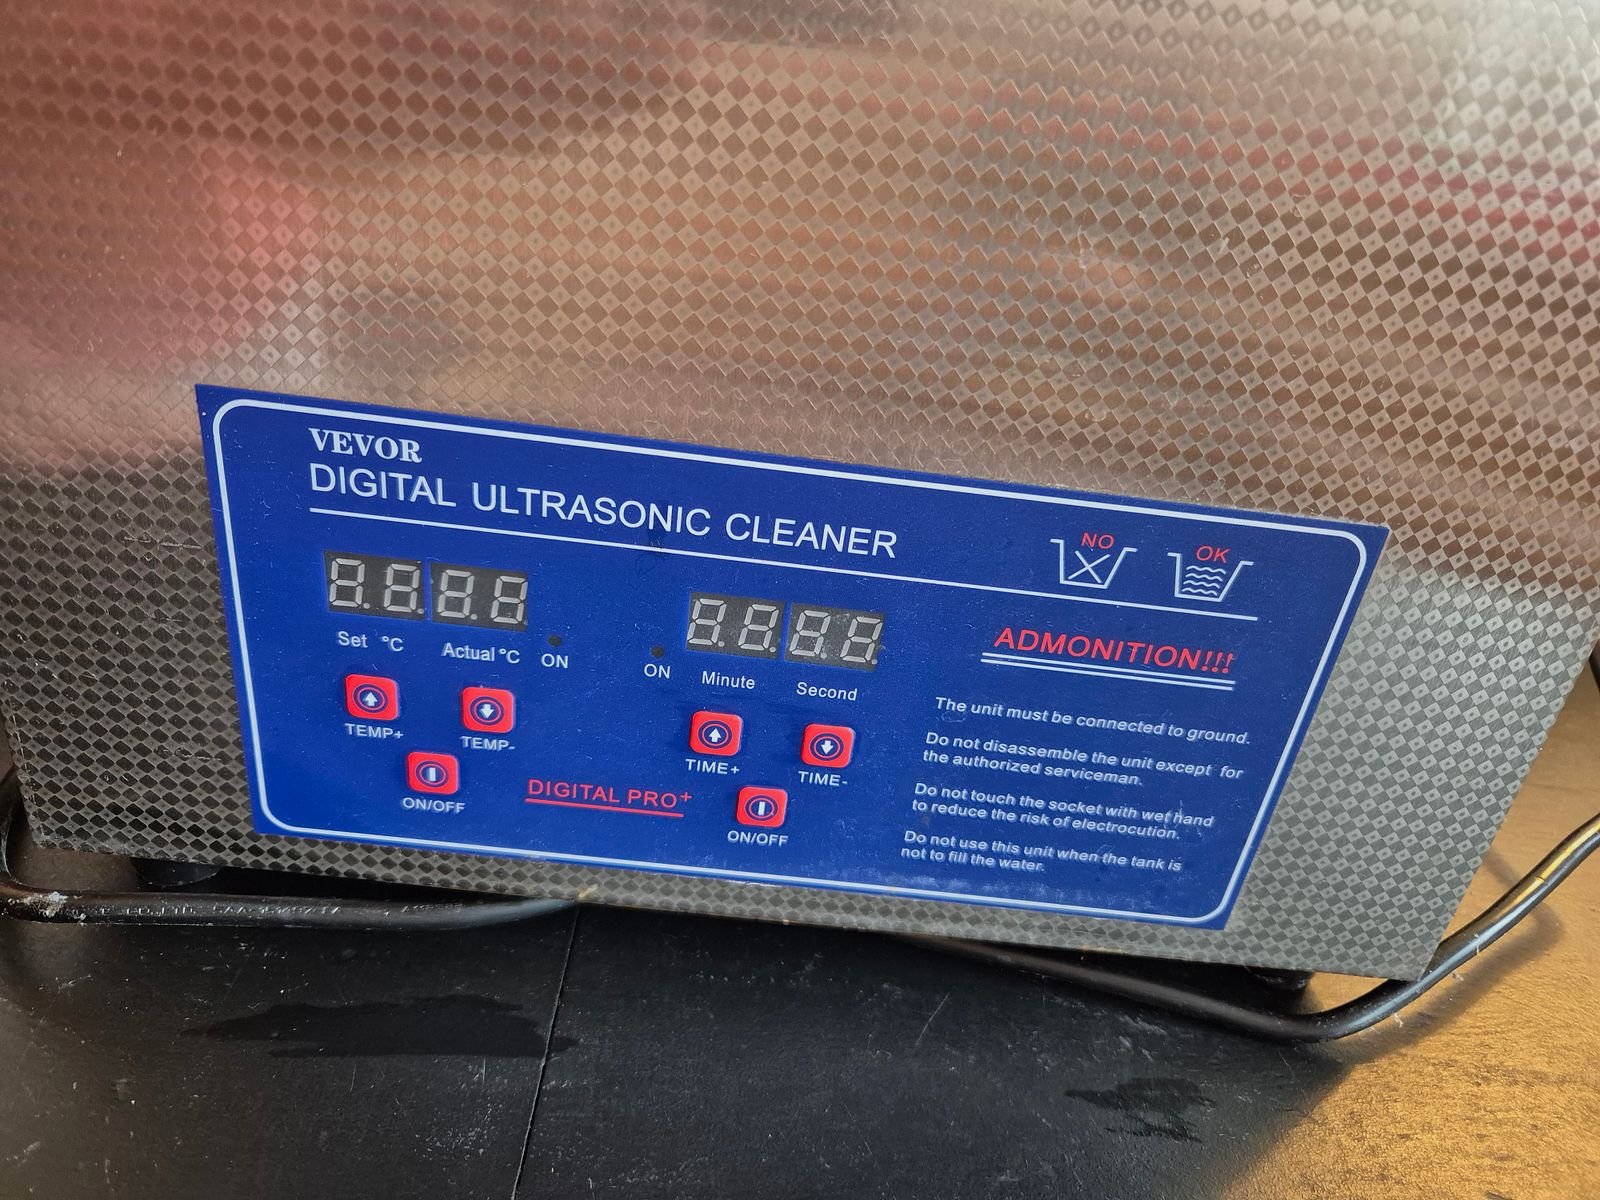 VEVOR
DIGITAL ULTRASONIC CLEANER
NO
OK
Set °C
Actual °C
ON
ON
Minute
Second
TEMP+
TEMP-
ON/OFF
DIGITAL PRO+
TIME+
TIME-
ON/OFF
ADMONITION!!!
The unit must be connected to ground.
Do not disassemble the unit except for
the authorized serviceman.
Do not touch the socket with wet hand
to reduce the risk of electrocution.
Do not use this unit when the tank is
not to fill the water.
CO.,LTD.